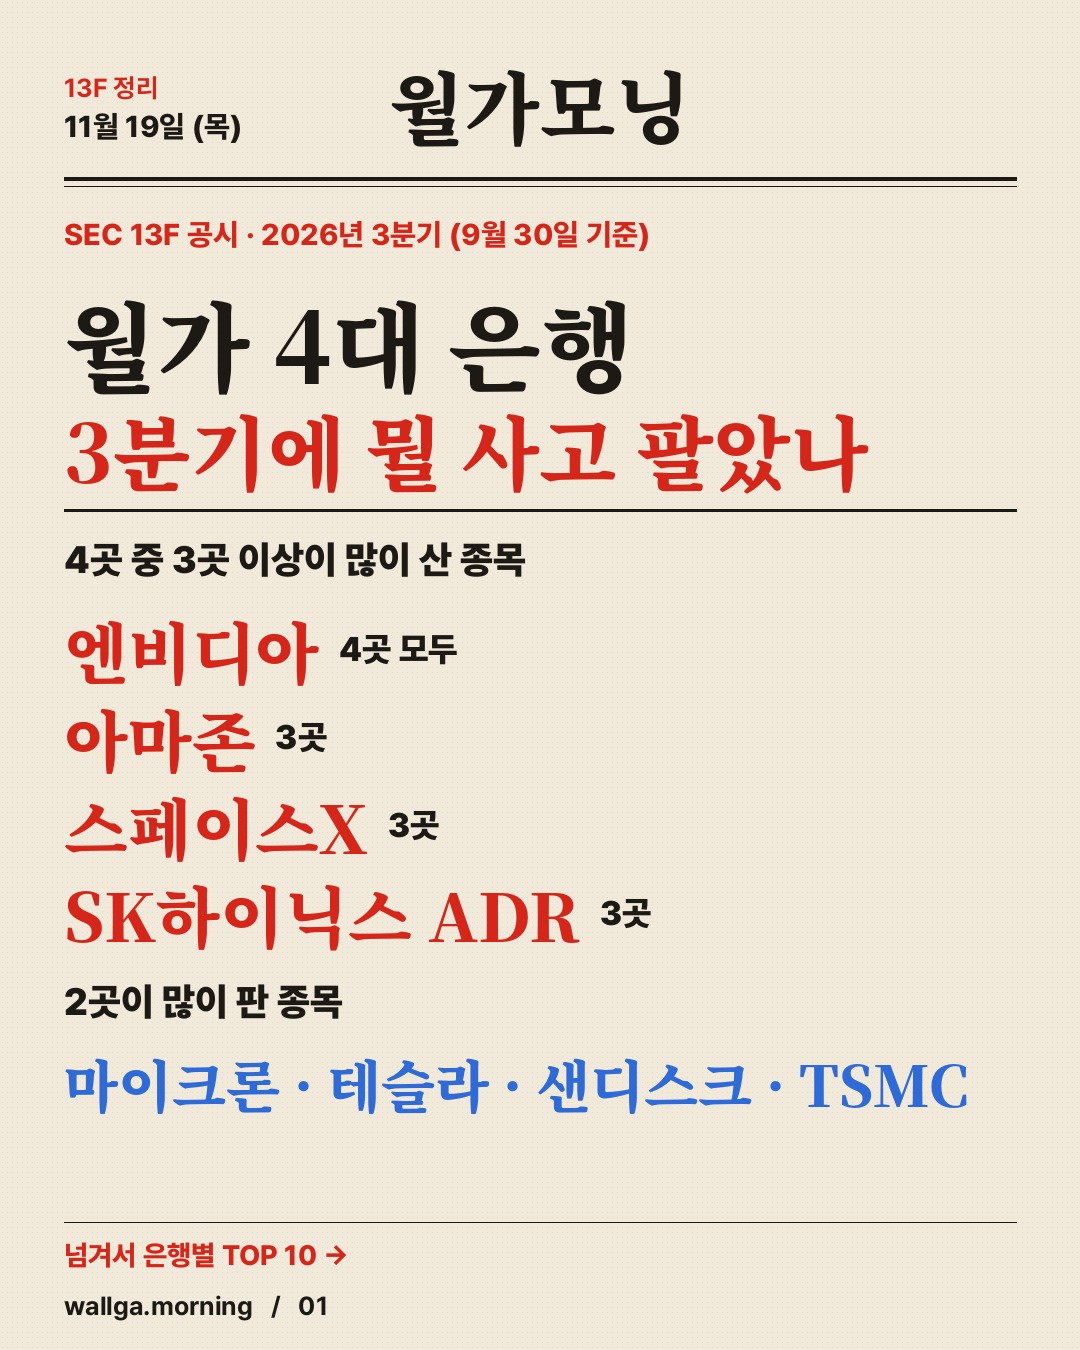 13F 정리
11월 19일 (목)
월가모닝
SEC 13F 공시 · 2026년 3분기 (9월 30일 기준)
월가 4대 은행
3분기에 뭘 사고 팔았나
4곳 중 3곳 이상이 많이 산 종목
엔비디아 4곳 모두
아마존 3곳
스페이스X 3곳
SK하이닉스 ADR 3곳
2곳이 많이 판 종목
마이크론 · 테슬라 · 샌디스크 · TSMC
넘겨서 은행별 TOP 10 →
wallga.morning / 01